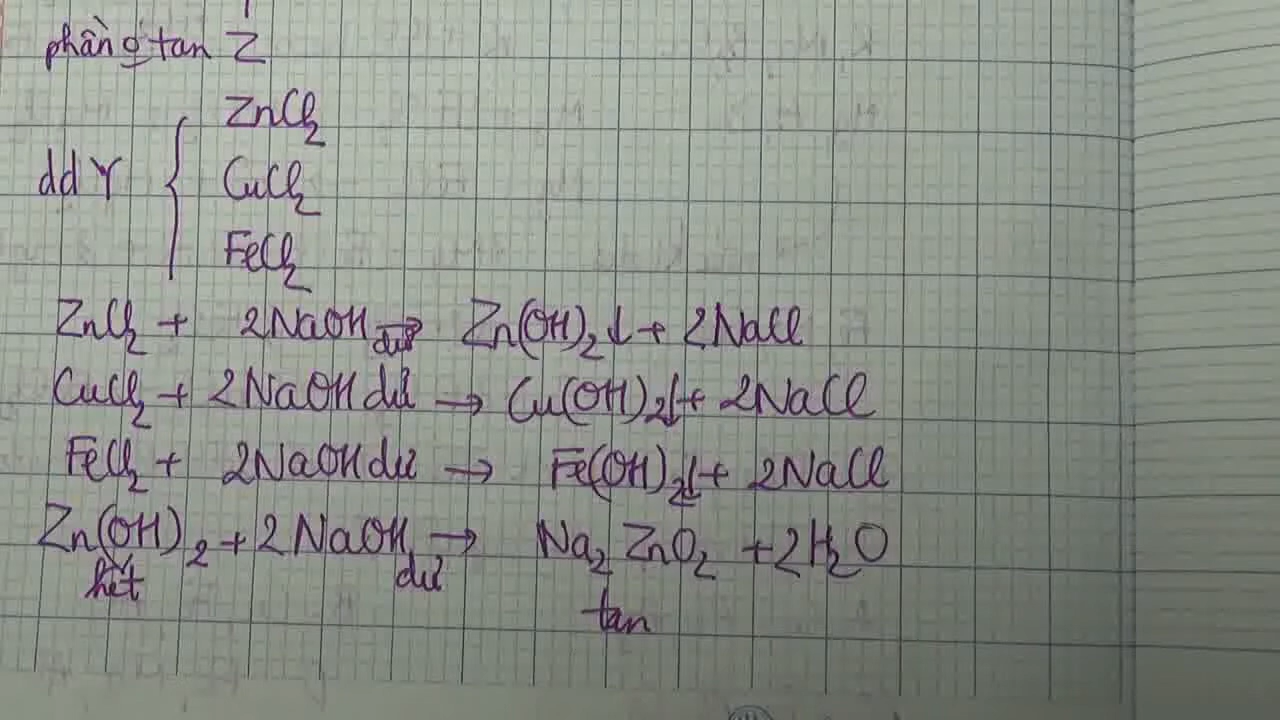 phần o tan Z
ZnCl2
dd Y { CuCl2
FeCl2
ZnCl2 + 2NaOH dư → Zn(OH)2↓ + 2NaCl
CuCl2 + 2NaOH dư → Cu(OH)2↓ + 2NaCl
FeCl2 + 2NaOH dư → Fe(OH)2↓ + 2NaCl
Zn(OH)2 + 2NaOH dư → Na2ZnO2 + 2H2O
hết
tan